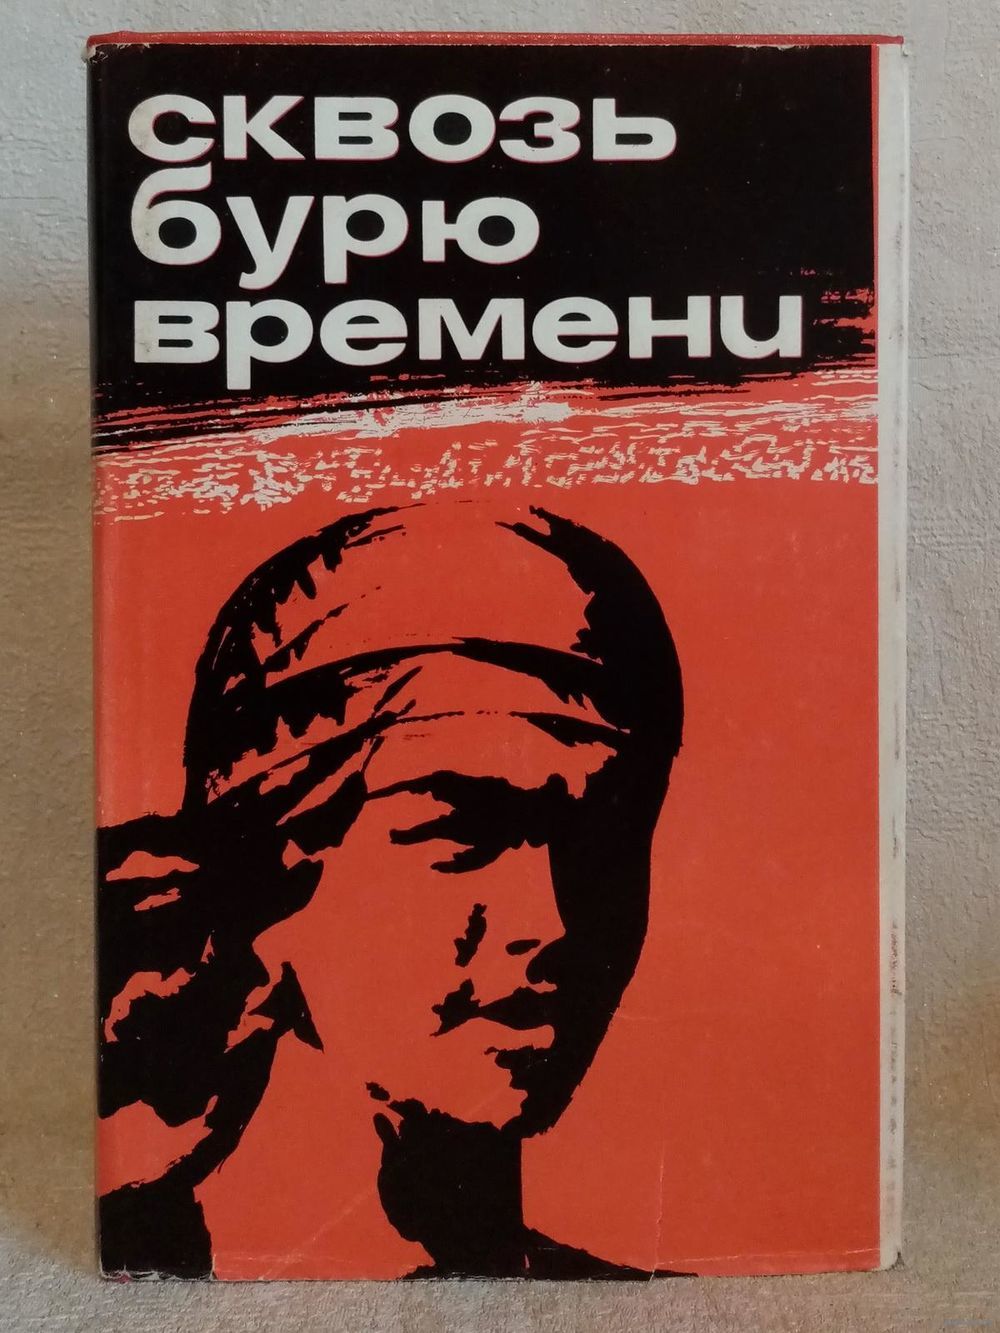 сквозь
бурю
времени